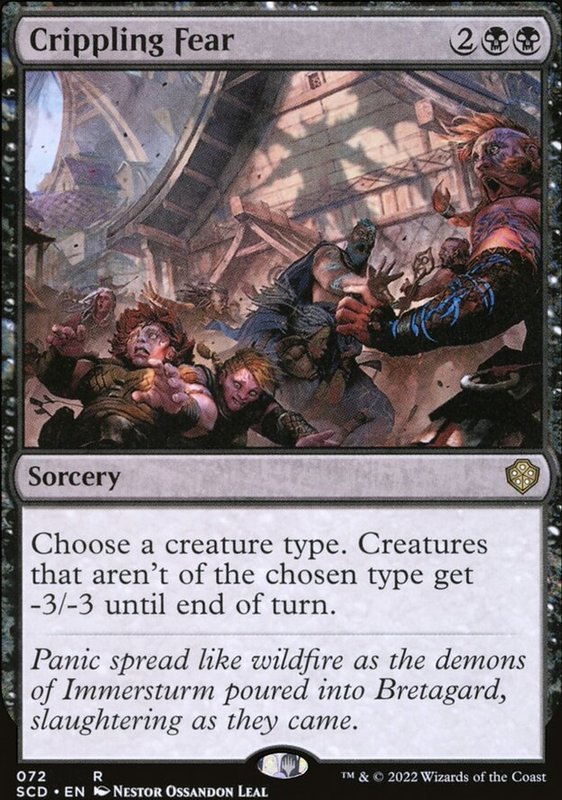 Crippling Fear 2
Sorcery
Choose a creature type. Creatures
that aren't of the chosen type get
-3/-3 until end of turn.
Panic spread like wildfire as the demons
of Immersturm poured into Bretagard,
slaughtering as they came.
072 R
SCD • EN Nestor Ossandon Leal
™ & © 2022 Wizards of the Coast